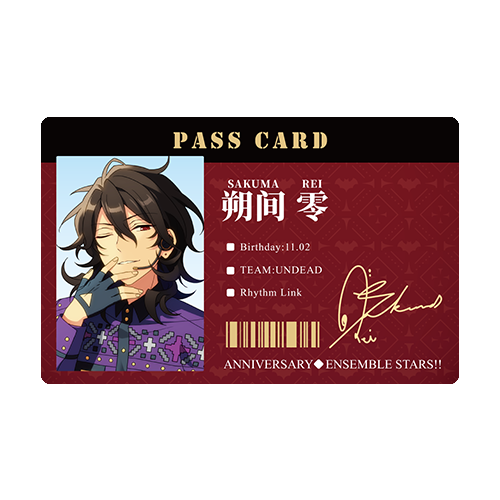 PASS CARD
SAKUMA REI
朔间 零
Birthday:11.02
TEAM:UNDEAD
Rhythm Link
ANNIVERSARY◆ENSEMBLE STARS!!